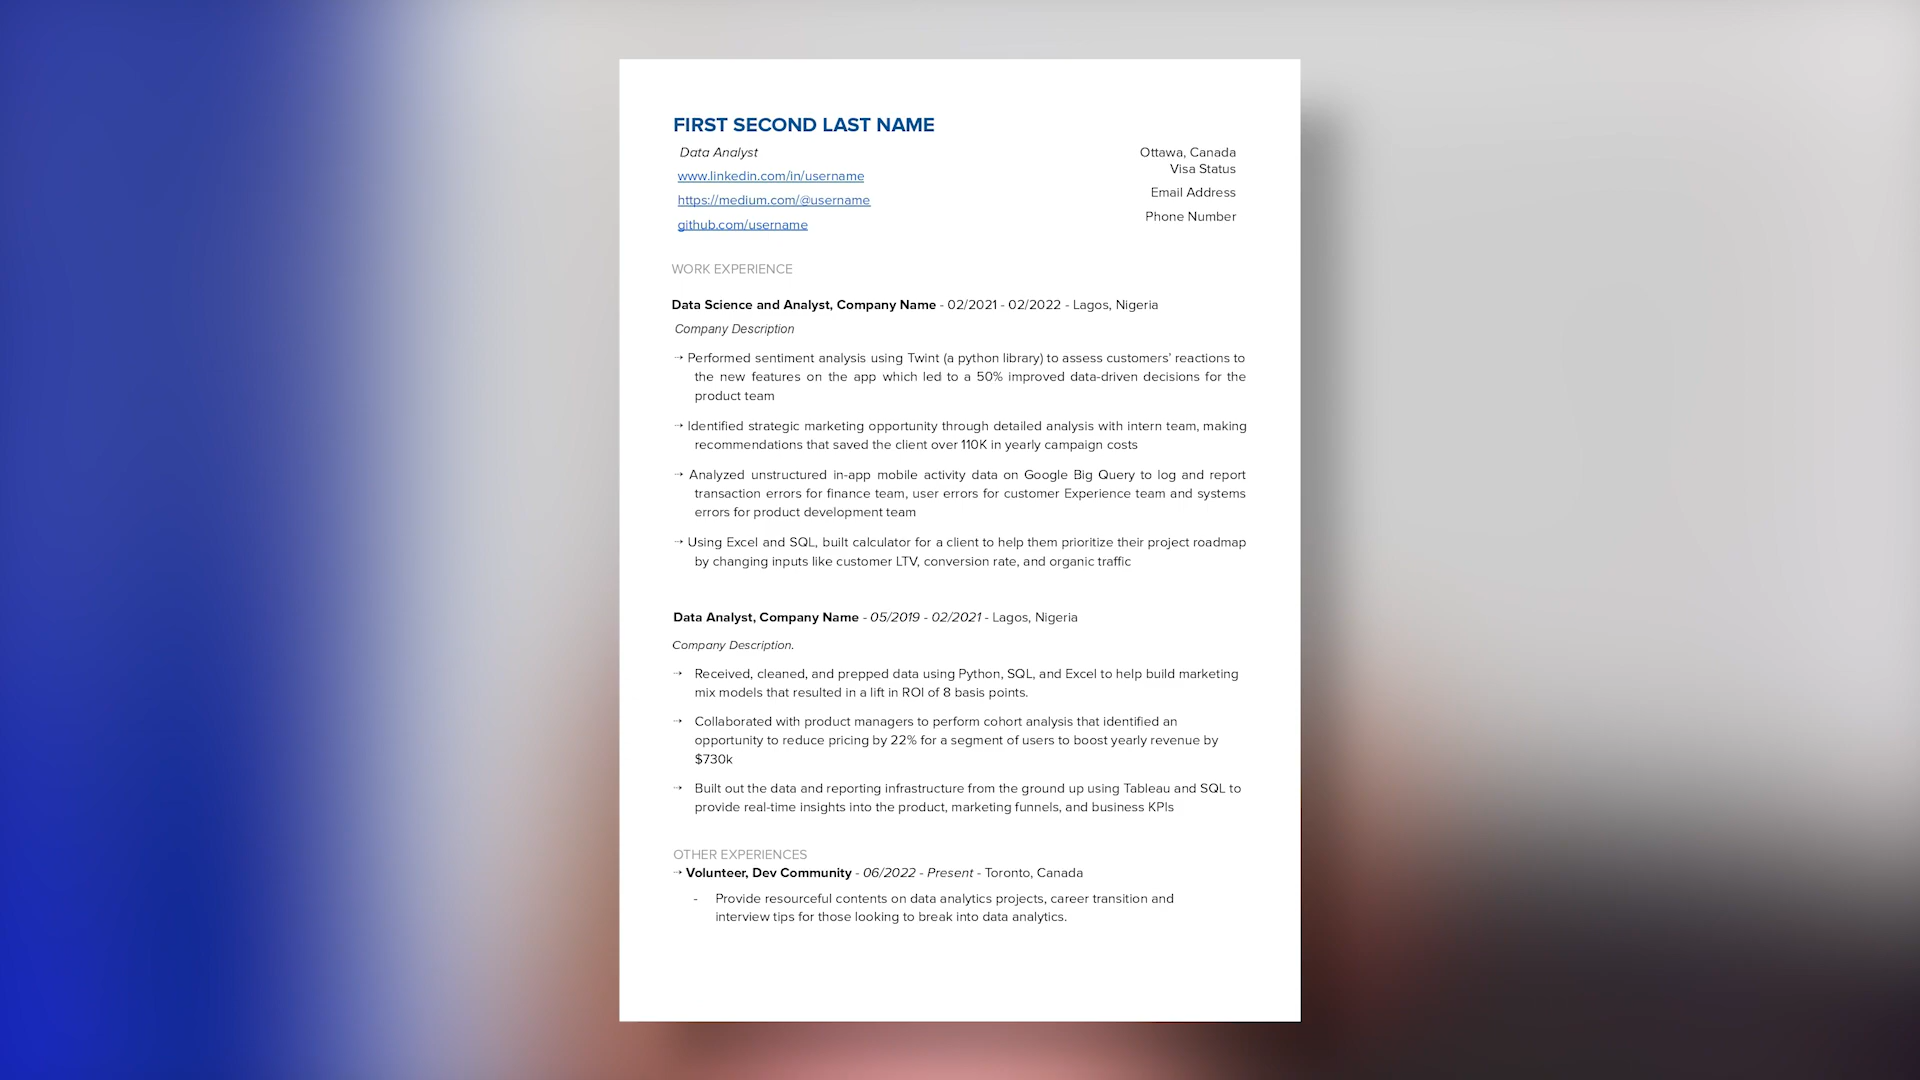 FIRST SECOND LAST NAME
Data Analyst
www.linkedin.com/in/username
https://medium.com/@username
github.com/username
Ottawa, Canada
Visa Status
Email Address
Phone Number
WORK EXPERIENCE
Data Science and Analyst, Company Name - 02/2021 - 02/2022 - Lagos, Nigeria
Company Description
→ Performed sentiment analysis using Twint (a python library) to assess customers' reactions to
the new features on the app which led to a 50% improved data-driven decisions for the
product team
→ Identified strategic marketing opportunity through detailed analysis with intern team, making
recommendations that saved the client over 110K in yearly campaign costs
→ Analyzed unstructured in-app mobile activity data on Google Big Query to log and report
transaction errors for finance team, user errors for customer Experience team and systems
errors for product development team
→ Using Excel and SQL, built calculator for a client to help them prioritize their project roadmap
by changing inputs like customer LTV, conversion rate, and organic traffic
Data Analyst, Company Name - 05/2019 - 02/2021 - Lagos, Nigeria
Company Description.
→ Received, cleaned, and prepped data using Python, SQL, and Excel to help build marketing
mix models that resulted in a lift in ROI of 8 basis points.
→ Collaborated with product managers to perform cohort analysis that identified an
opportunity to reduce pricing by 22% for a segment of users to boost yearly revenue by
$730k
→ Built out the data and reporting infrastructure from the ground up using Tableau and SQL to
provide real-time insights into the product, marketing funnels, and business KPIs
OTHER EXPERIENCES
→ Volunteer, Dev Community - 06/2022 - Present - Toronto, Canada
- Provide resourceful contents on data analytics projects, career transition and
interview tips for those looking to break into data analytics.